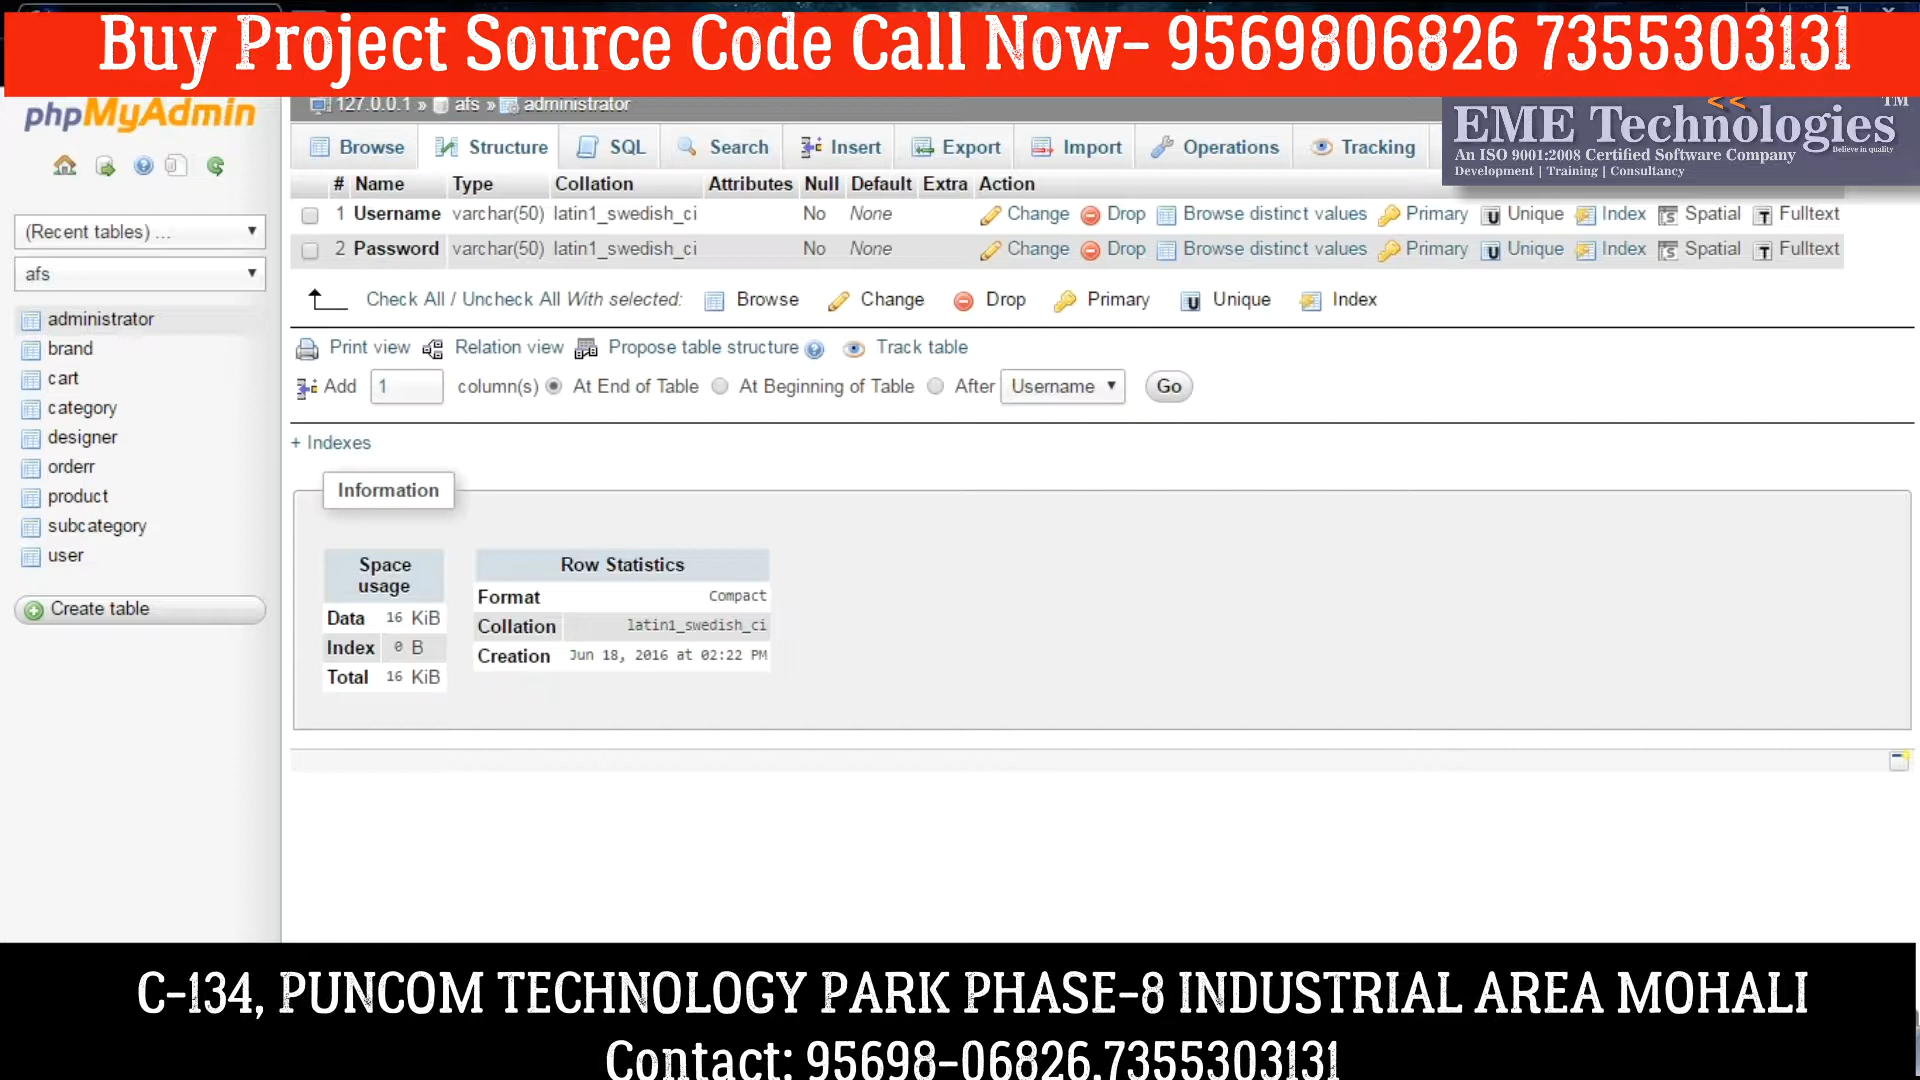 Buy Project Source Code Call Now- 9569806826 7355303131
phpMyAdmin
127.0.0.1 » afs » administrator
EME Technologies TM
Believe in quality
An ISO 9001:2008 Certified Software Company
Development | Training | Consultancy
Browse Structure SQL Search Insert Export Import Operations Tracking
# Name Type Collation Attributes Null Default Extra Action
1 Username varchar(50) latin1_swedish_ci No None Change Drop Browse distinct values Primary Unique Index Spatial Fulltext
2 Password varchar(50) latin1_swedish_ci No None Change Drop Browse distinct values Primary Unique Index Spatial Fulltext
Check All / Uncheck All With selected: Browse Change Drop Primary Unique Index
Print view Relation view Propose table structure Track table
Add 1 column(s) At End of Table At Beginning of Table After Username Go
+ Indexes
Information
Space usage
Data 16 KiB
Index 0 B
Total 16 KiB
Row Statistics
Format Compact
Collation latin1_swedish_ci
Creation Jun 18, 2016 at 02:22 PM
(Recent tables) ...
afs
administrator
brand
cart
category
designer
orderr
product
subcategory
user
Create table
C-134, PUNCOM TECHNOLOGY PARK PHASE-8 INDUSTRIAL AREA MOHALI
Contact: 95698-06826,7355303131